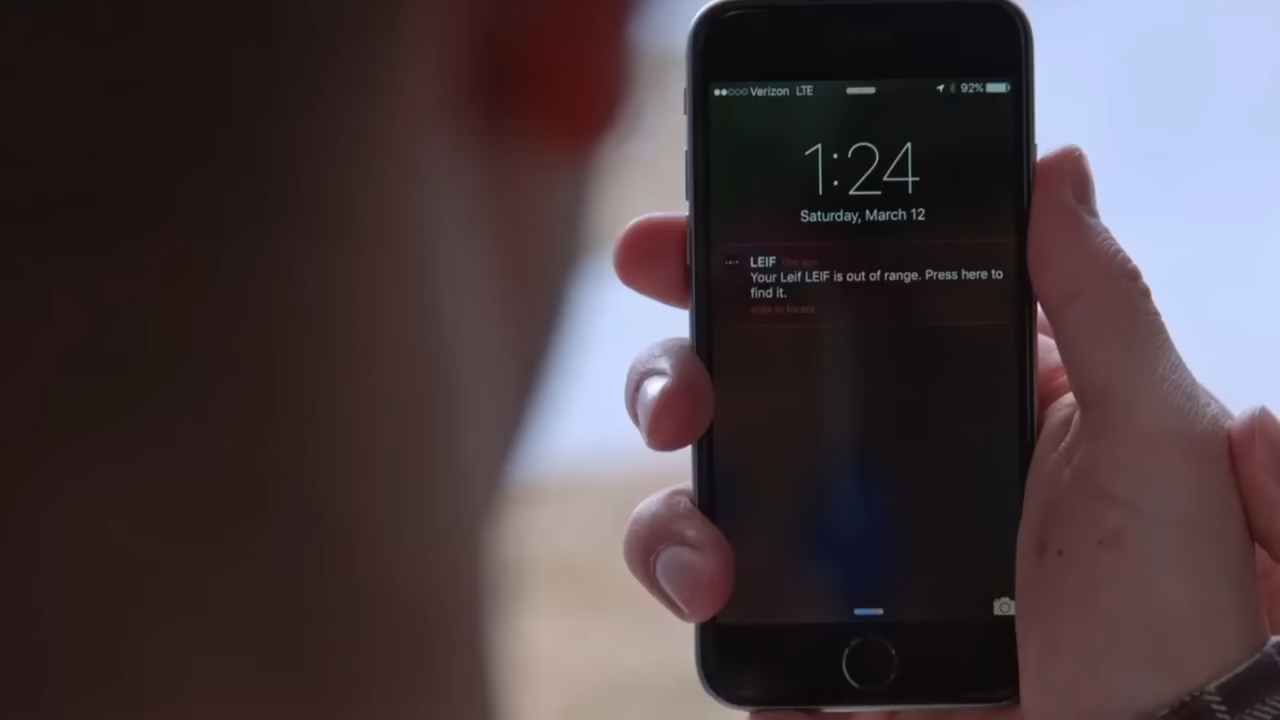 Verizon LTE 92%
1:24
Saturday, March 12
LEIF
Your Leif LEIF is out of range. Press here to
find it.